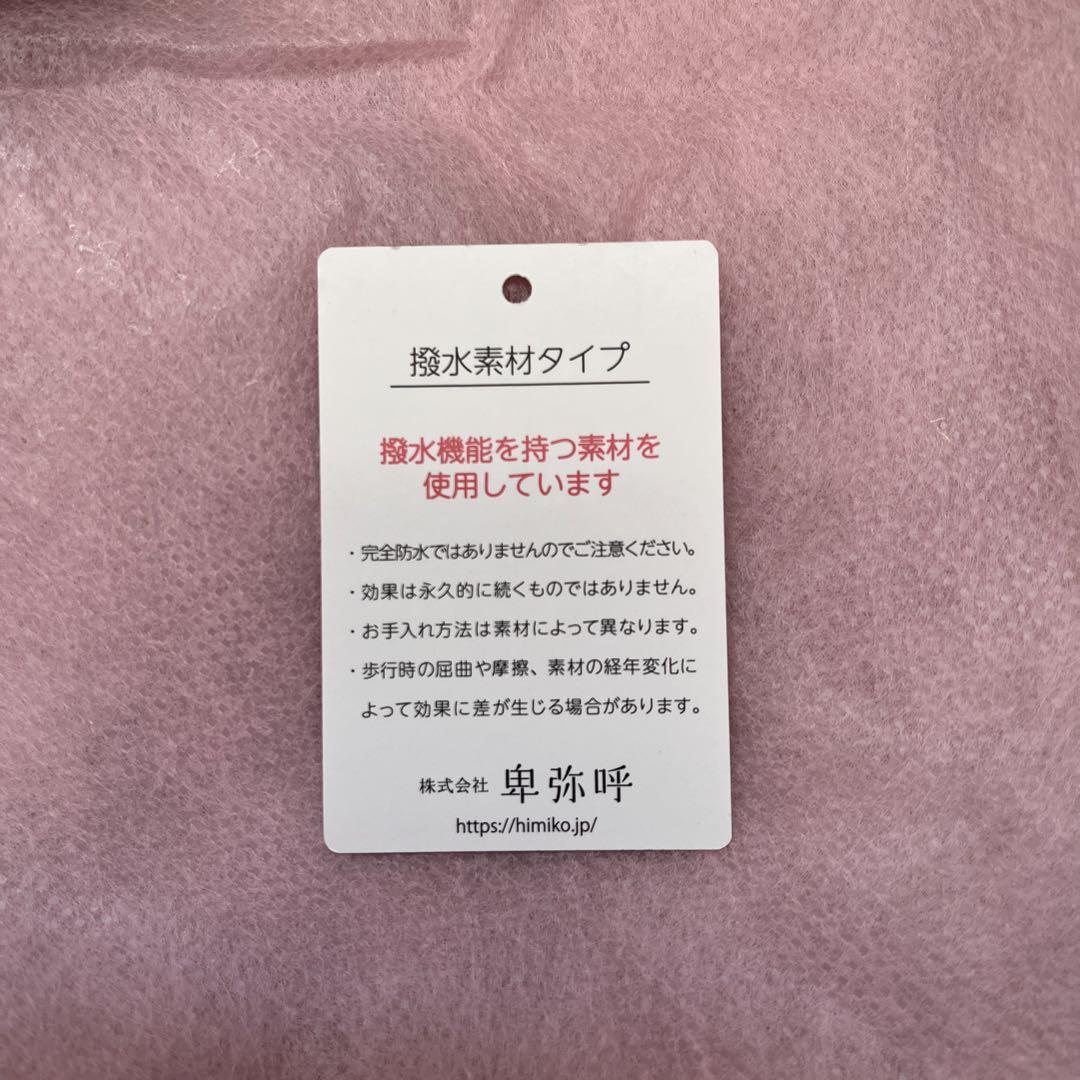 撥水素材タイプ
撥水機能を持つ素材を
使用しています
・完全防水ではありませんのでご注意ください。
・効果は永久的に続くものではありません。
・お手入れ方法は素材によって異なります。
・歩行時の屈曲や摩擦、素材の経年変化に
よって効果に差が生じる場合があります。
株式会社 卑弥呼
https://himiko.jp/